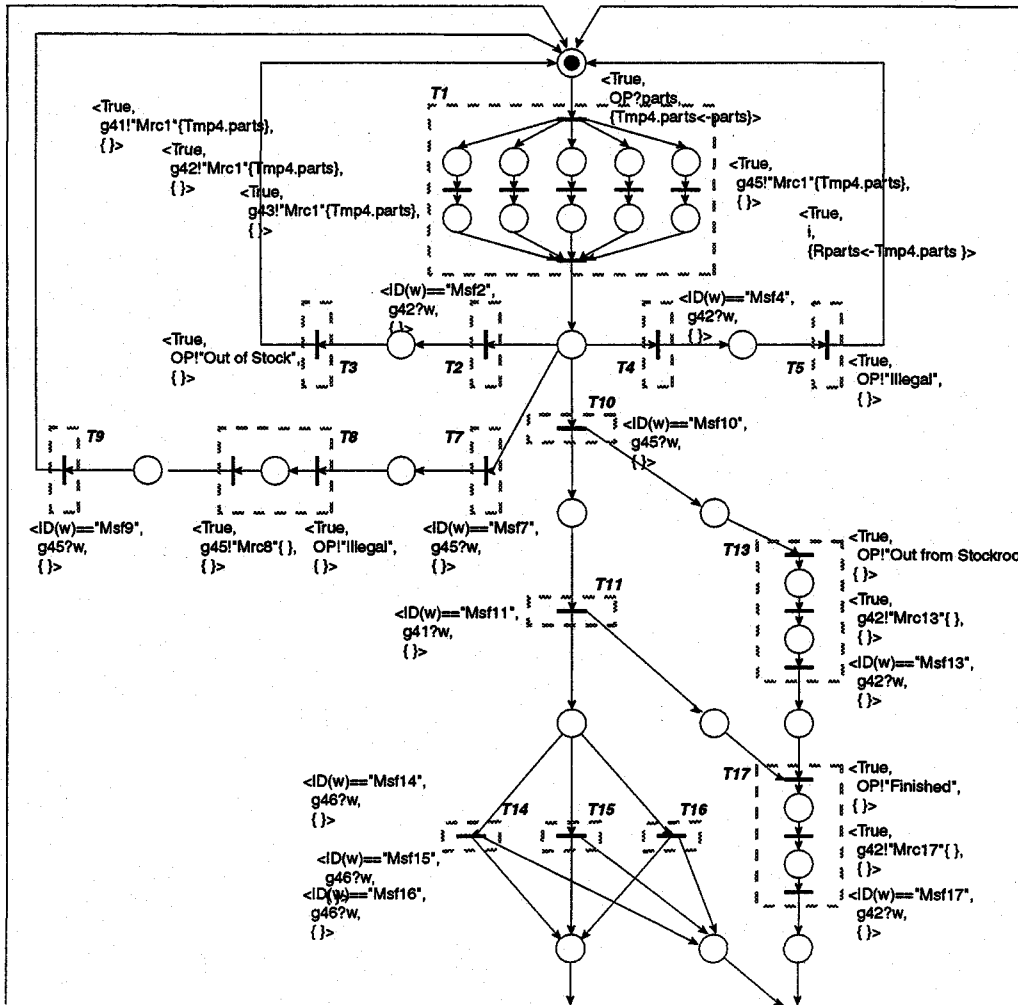 T1
<True,
OP?parts,
{Tmp4.parts<-parts}>
<True,
g41!"Mrc1"{Tmp4.parts},
{ }>
<True,
g42!"Mrc1"{Tmp4.parts},
{ }>
<True,
g43!"Mrc1"{Tmp4.parts},
{ }>
<True,
g45!"Mrc1"{Tmp4.parts},
{ }>
<True,
i,
{Rparts<-Tmp4.parts }>
<ID(w)=="Msf2",
g42?w,
{ }>
<ID(w)=="Msf4",
g42?w,
{ }>
<True,
OP!"Out of Stock",
{ }>
T3
T2
T4
T5
<True,
OP!"Illegal",
{ }>
T9
T8
T7
T10
<ID(w)=="Msf10",
g45?w,
{ }>
<ID(w)=="Msf9",
g45?w,
{ }>
<True,
g45!"Mrc8"{ },
{ }>
<True,
OP!"Illegal",
{ }>
<ID(w)=="Msf7",
g45?w,
{ }>
T13
<True,
OP!"Out from Stockroo
{ }>
T11
<ID(w)=="Msf11",
g41?w,
{ }>
<True,
g42!"Mrc13"{ },
{ }>
<ID(w)=="Msf13",
g42?w,
{ }>
T17
<True,
OP!"Finished",
{ }>
<ID(w)=="Msf14",
g46?w,
{ }>
T14
T15
T16
<True,
g42!"Mrc17"{ },
{ }>
<ID(w)=="Msf15",
g46?w,
{ }>
<ID(w)=="Msf16",
g46?w,
{ }>
<ID(w)=="Msf17",
g42?w,
{ }>